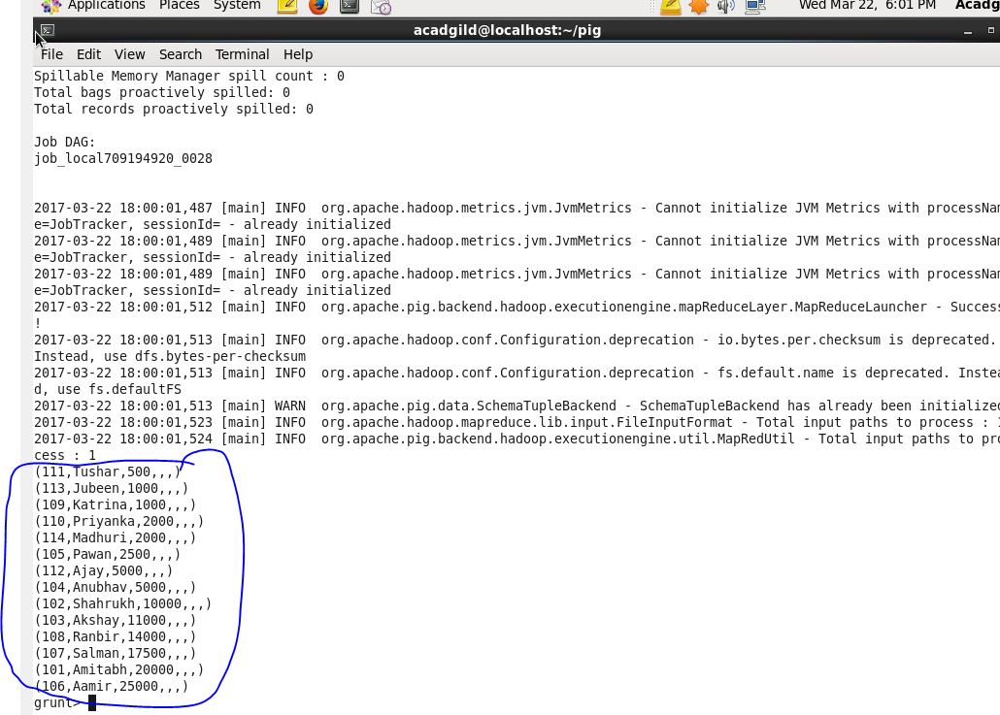 Applications Places System Wed Mar 22, 6:01 PM Acadg
acadgild@localhost:~/pig
File Edit View Search Terminal Help
Spillable Memory Manager spill count : 0
Total bags proactively spilled: 0
Total records proactively spilled: 0
Job DAG:
job_local709194920_0028
2017-03-22 18:00:01,487 [main] INFO  org.apache.hadoop.metrics.jvm.JvmMetrics - Cannot initialize JVM Metrics with processNam
e=JobTracker, sessionId= - already initialized
2017-03-22 18:00:01,489 [main] INFO  org.apache.hadoop.metrics.jvm.JvmMetrics - Cannot initialize JVM Metrics with processNam
e=JobTracker, sessionId= - already initialized
2017-03-22 18:00:01,489 [main] INFO  org.apache.hadoop.metrics.jvm.JvmMetrics - Cannot initialize JVM Metrics with processNam
e=JobTracker, sessionId= - already initialized
2017-03-22 18:00:01,512 [main] INFO  org.apache.pig.backend.hadoop.executionengine.mapReduceLayer.MapReduceLauncher - Success
!
2017-03-22 18:00:01,513 [main] INFO  org.apache.hadoop.conf.Configuration.deprecation - io.bytes.per.checksum is deprecated.
Instead, use dfs.bytes-per-checksum
2017-03-22 18:00:01,513 [main] INFO  org.apache.hadoop.conf.Configuration.deprecation - fs.default.name is deprecated. Instea
d, use fs.defaultFS
2017-03-22 18:00:01,513 [main] WARN  org.apache.pig.data.SchemaTupleBackend - SchemaTupleBackend has already been initialized
2017-03-22 18:00:01,523 [main] INFO  org.apache.hadoop.mapreduce.lib.input.FileInputFormat - Total input paths to process : 1
2017-03-22 18:00:01,524 [main] INFO  org.apache.pig.backend.hadoop.executionengine.util.MapRedUtil - Total input paths to pro
cess : 1
(111,Tushar,500,,,)
(113,Jubeen,1000,,,)
(109,Katrina,1000,,,)
(110,Priyanka,2000,,,)
(114,Madhuri,2000,,,)
(105,Pawan,2500,,,)
(112,Ajay,5000,,,)
(104,Anubhav,5000,,,)
(102,Shahrukh,10000,,,)
(103,Akshay,11000,,,)
(108,Ranbir,14000,,,)
(107,Salman,17500,,,)
(101,Amitabh,20000,,,)
(106,Aamir,25000,,,)
grunt>